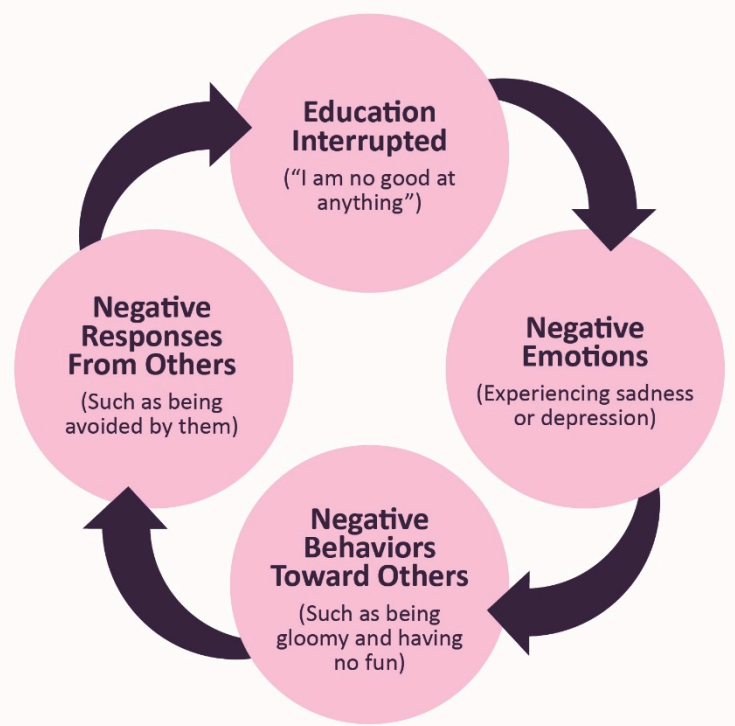 Education
Interrupted
(“I am no good at
anything”)
Negative
Emotions
(Experiencing sadness
or depression)
Negative
Behaviors
Toward Others
(Such as being
gloomy and having
no fun)
Negative
Responses
From Others
(Such as being
avoided by them)